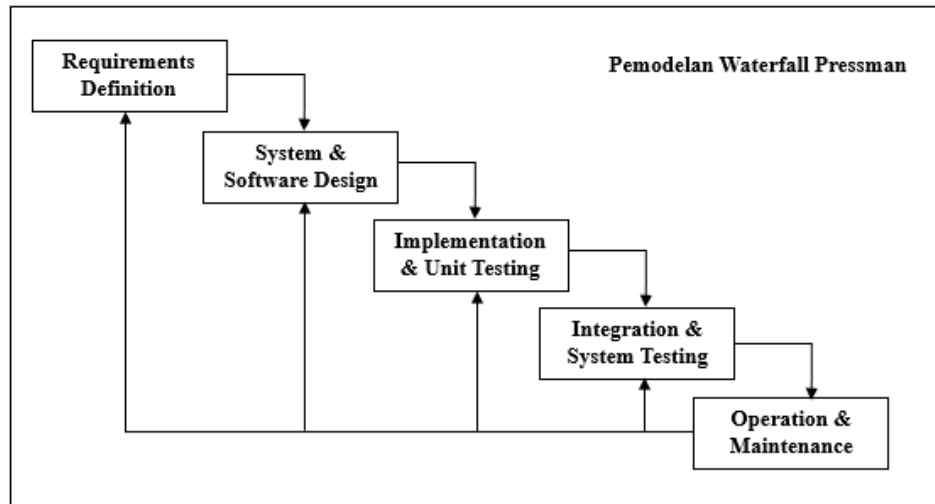 Requirements
Definition
Pemodelan Waterfall Pressman
System &
Software Design
Implementation
& Unit Testing
Integration &
System Testing
Operation &
Maintenance